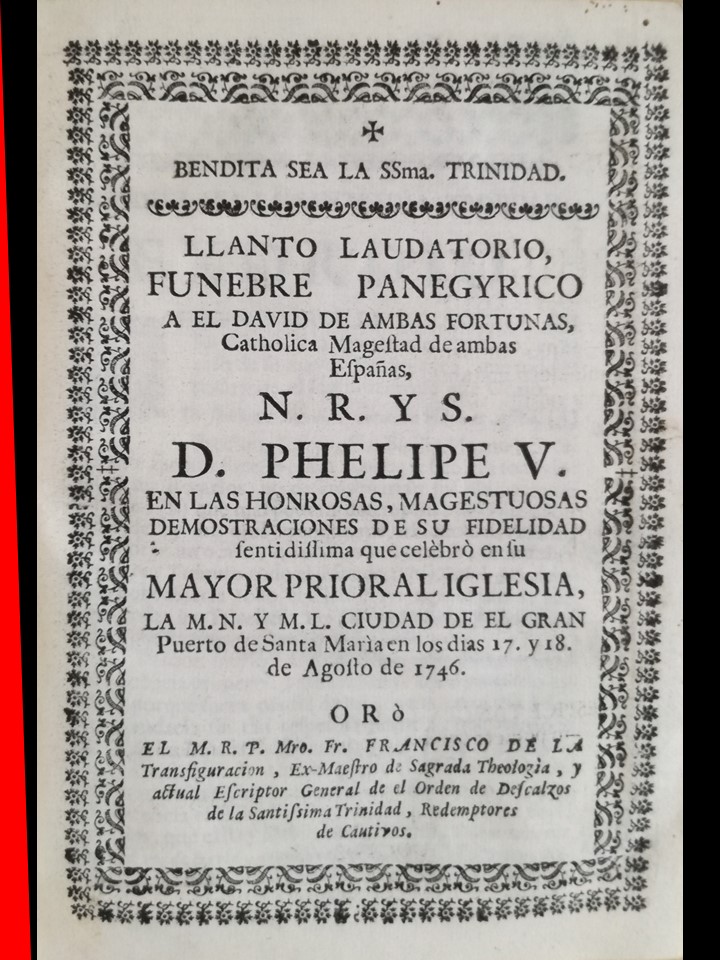 ✠
BENDITA SEA LA SSma. TRINIDAD.
LLANTO LAUDATORIO,
FUNEBRE PANEGYRICO
A EL DAVID DE AMBAS FORTUNAS,
Catholica Mageſtad de ambas
Eſpañas,
N. R. Y S.
D. PHELIPE V.
EN LAS HONROSAS, MAGESTUOSAS
DEMOSTRACIONES DE SU FIDELIDAD
ſentidiſſima que celèbrò en ſu
MAYOR PRIORAL IGLESIA,
LA M. N. Y M. L. CIUDAD DE EL GRAN
Puerto de Santa Marìa en los dias 17. y 18.
de Agoſto de 1746.
ORò
EL M. R. P. Mro. Fr. FRANCISCO DE LA
Transfiguracion, Ex-Maeſtro de Sagrada Theologìa, y
actual Eſcriptor General de el Orden de Deſcalzos
de la Santiſsima Trinidad, Redemptores
de Cautivos.